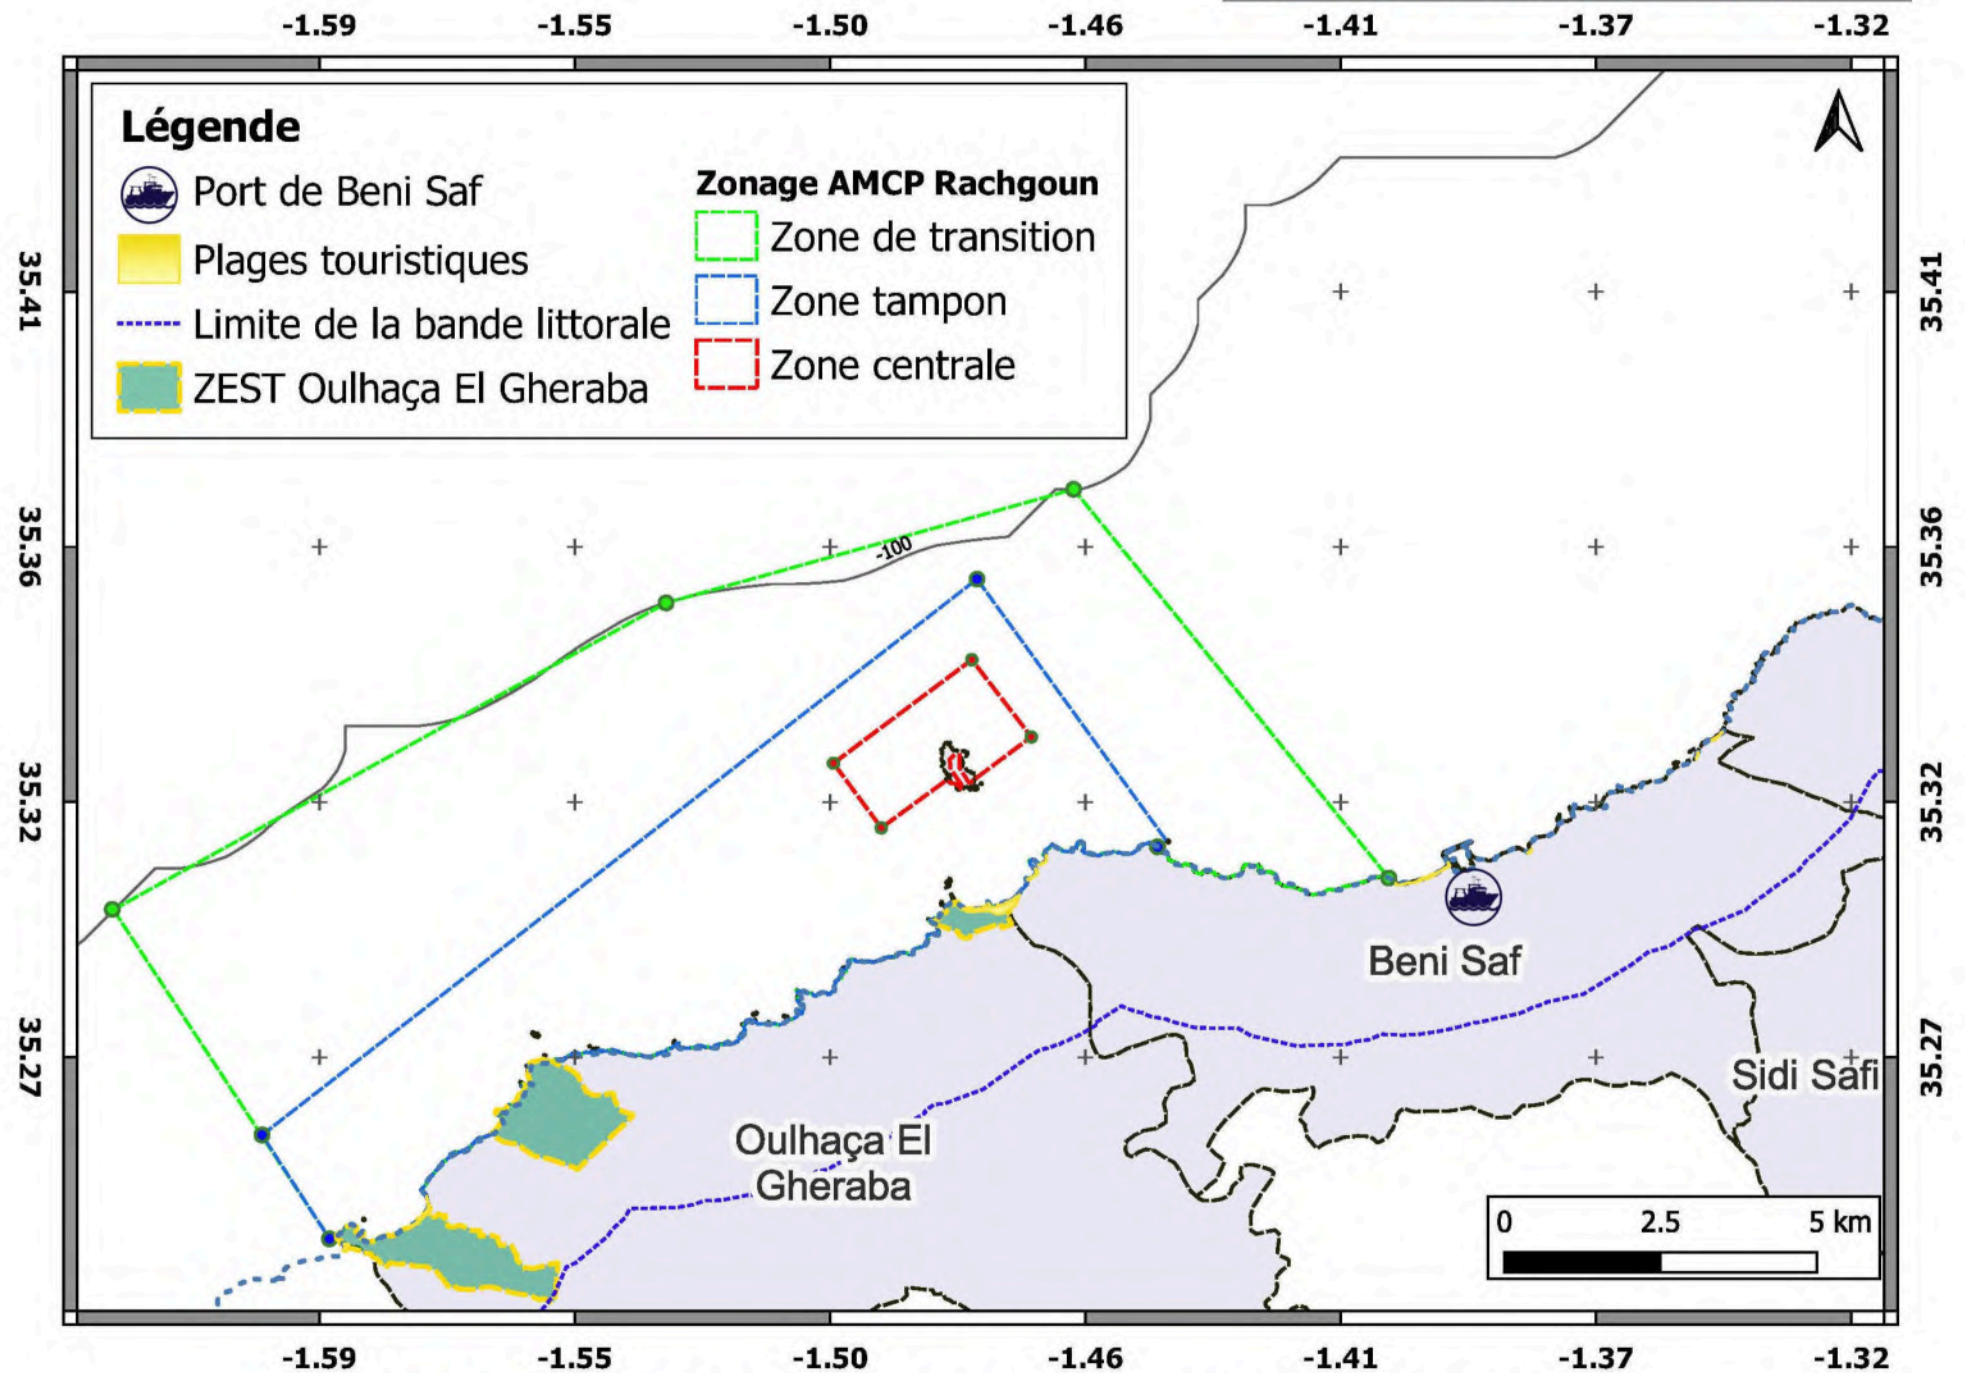 -1.59 -1.55 -1.50 -1.46 -1.41 -1.37 -1.32
Légende
Port de Beni Saf
Plages touristiques
Limite de la bande littorale
ZEST Oulhaça El Gheraba
Zonage AMCP Rachgoun
Zone de transition
Zone tampon
Zone centrale
35.41
35.36
35.32
35.27
35.41
35.36
35.32
35.27
-100
Beni Saf
Sidi Safi
Oulhaça El
Gheraba
0 2.5 5 km
-1.59 -1.55 -1.50 -1.46 -1.41 -1.37 -1.32